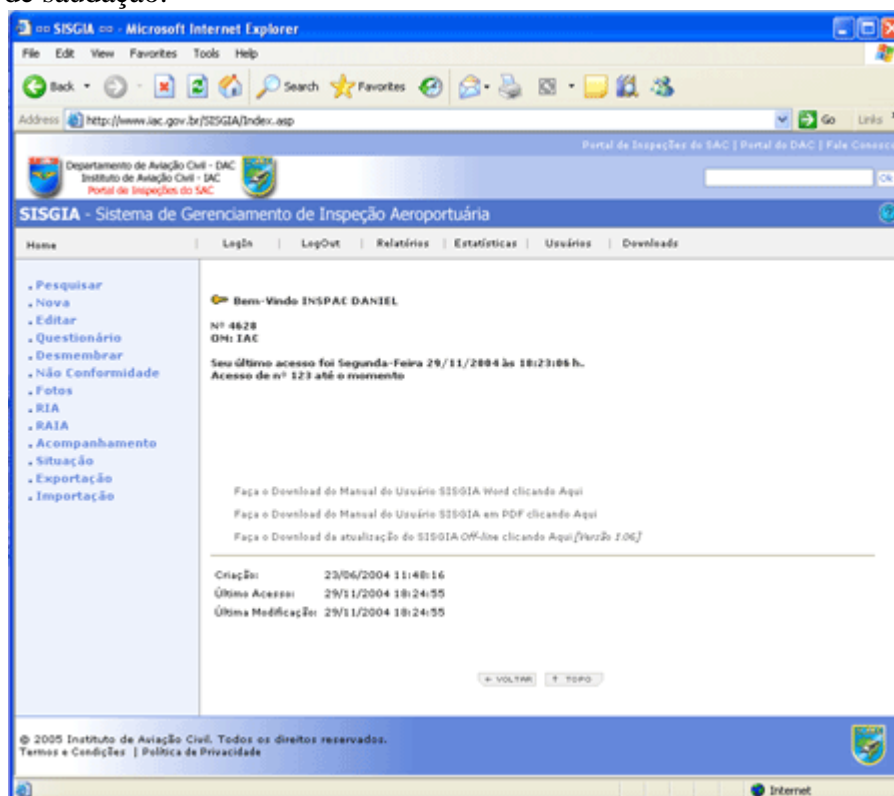 de saudação.
SISGIA - Microsoft Internet Explorer
File Edit View Favorites Tools Help
Back Search Favorites
Address http://www.iac.gov.br/SISGIA/Index.asp Go Links
Portal de Inspeções do SAC | Portal do DAC | Fale Conosco
Departamento de Aviação Civil - DAC
Instituto de Aviação Civil - IAC
Portal de Inspeções do SAC
Ok
SISGIA - Sistema de Gerenciamento de Inspeção Aeroportuária
Home | LogIn | LogOut | Relatórios | Estatísticas | Usuários | Downloads
. Pesquisar
. Nova
. Editar
. Questionário
. Desmembrar
. Não Conformidade
. Fotos
. RIA
. RAIA
. Acompanhamento
. Situação
. Exportação
. Importação
Bem-Vindo INSPAC DANIEL
Nº 4628
OM: IAC
Seu último acesso foi Segunda-Feira 29/11/2004 às 18:23:06 h.
Acesso de nº 123 até o momento
Faça o Download do Manual do Usuário SISGIA Word clicando Aqui
Faça o Download do Manual do Usuário SISGIA em PDF clicando Aqui
Faça o Download da atualização do SISGIA Off-line clicando Aqui [Versão 1.06]
Criação: 23/06/2004 11:48:16
Último Acesso: 29/11/2004 18:24:55
Última Modificação: 29/11/2004 18:24:55
VOLTAR TOPO
© 2005 Instituto de Aviação Civil. Todos os direitos reservados.
Termos e Condições | Política de Privacidade
Internet